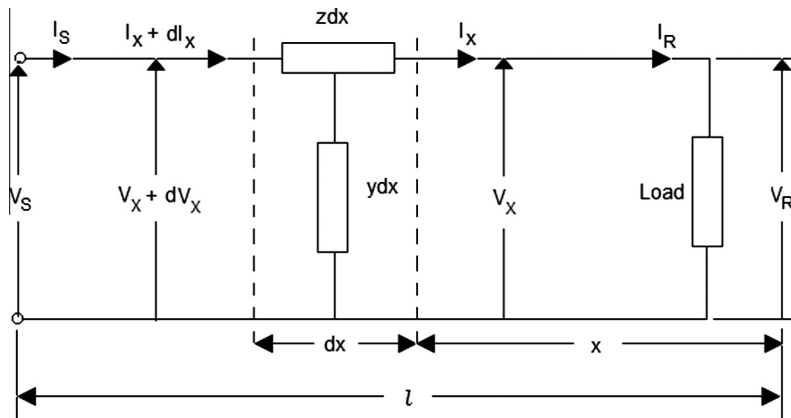 zdx
I_S
I_X + dI_X
I_X
I_R
V_S
V_X + dV_X
ydx
V_X
Load
V_R
dx
x
l